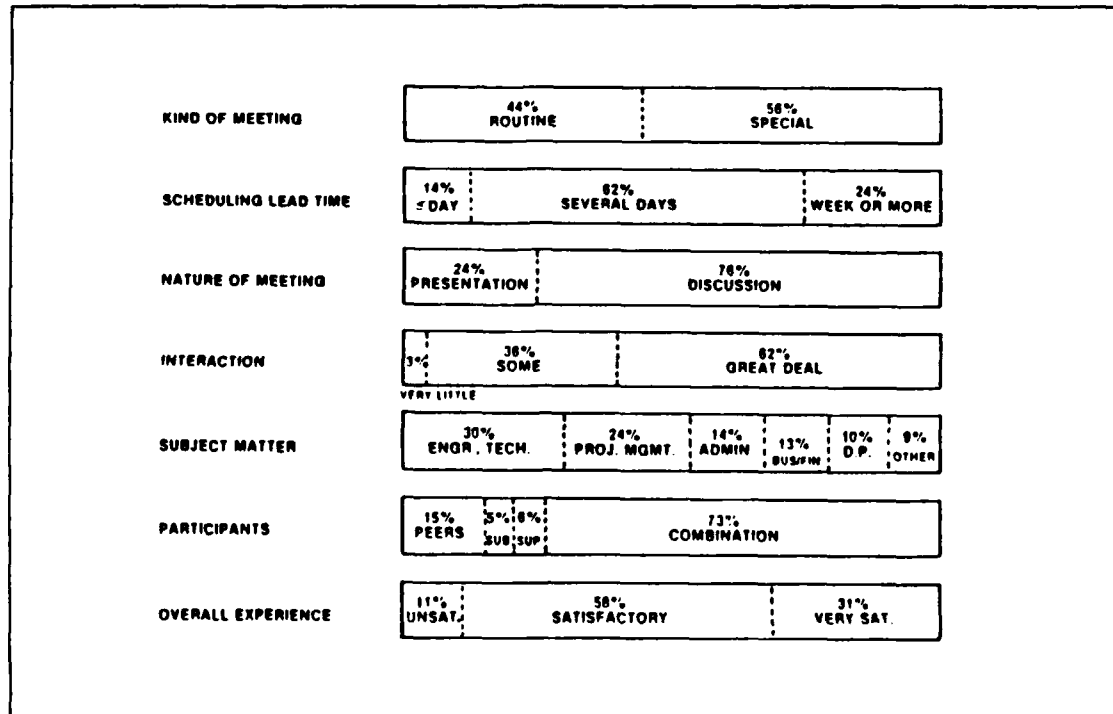 KIND OF MEETING
44%
ROUTINE
56%
SPECIAL
SCHEDULING LEAD TIME
14%
≤ DAY
62%
SEVERAL DAYS
24%
WEEK OR MORE
NATURE OF MEETING
24%
PRESENTATION
76%
DISCUSSION
INTERACTION
3%
VERY LITTLE
36%
SOME
62%
GREAT DEAL
SUBJECT MATTER
30%
ENGR., TECH.
24%
PROJ. MGMT.
14%
ADMIN
13%
BUS/FIN
10%
D.P.
9%
OTHER
PARTICIPANTS
15%
PEERS
5%
SUB
6%
SUP
73%
COMBINATION
OVERALL EXPERIENCE
11%
UNSAT.
58%
SATISFACTORY
31%
VERY SAT.